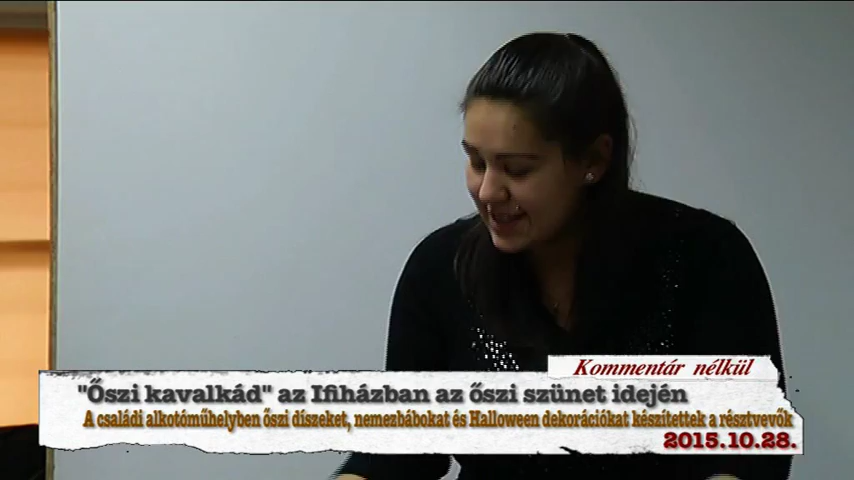 Kommentár nélkül
"Őszi kavalkád" az Ifiházban az őszi szünet idején
A családi alkotóműhelyben őszi díszeket, nemezbábokat és Halloween dekorációkat készítettek a résztvevők
2015.10.28.